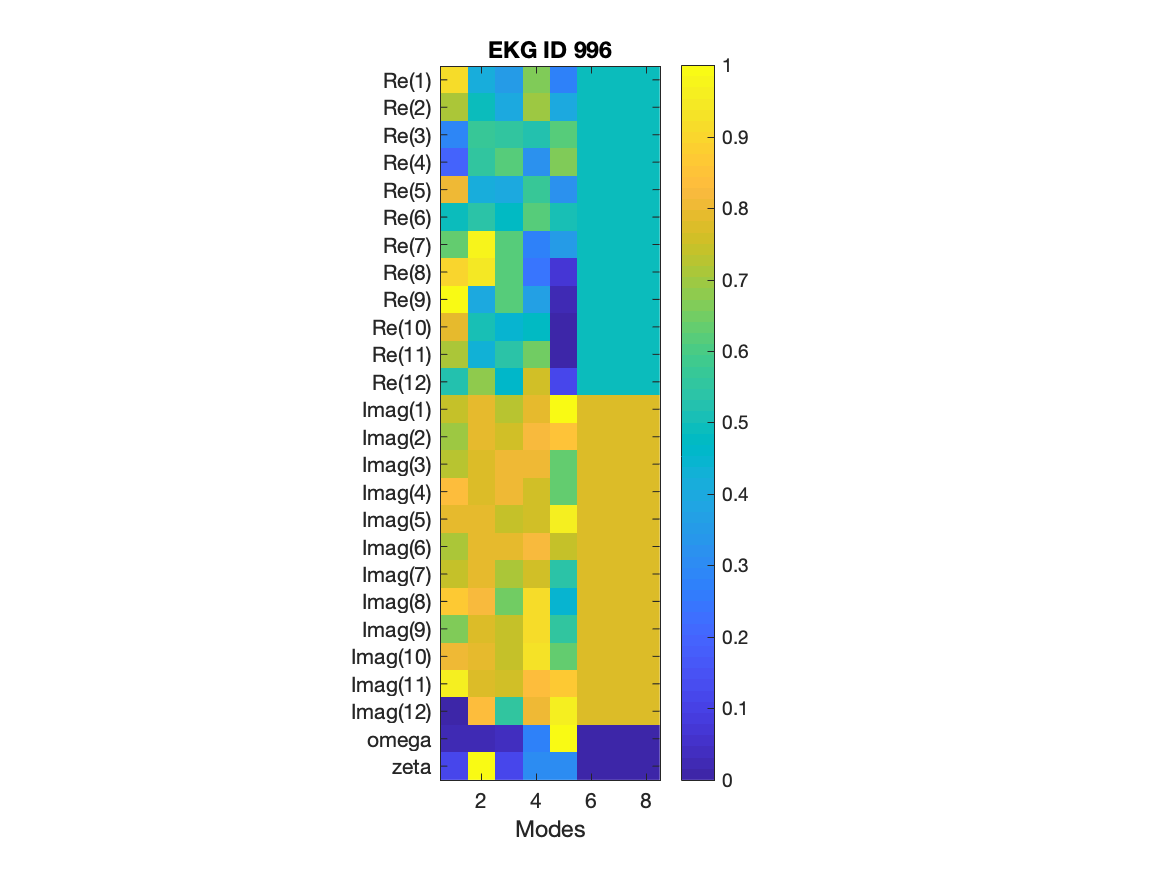 EKG ID 996
Re(1)
Re(2)
Re(3)
Re(4)
Re(5)
Re(6)
Re(7)
Re(8)
Re(9)
Re(10)
Re(11)
Re(12)
Imag(1)
Imag(2)
Imag(3)
Imag(4)
Imag(5)
Imag(6)
Imag(7)
Imag(8)
Imag(9)
Imag(10)
Imag(11)
Imag(12)
omega
zeta
2 4 6 8
Modes
1
0.9
0.8
0.7
0.6
0.5
0.4
0.3
0.2
0.1
0